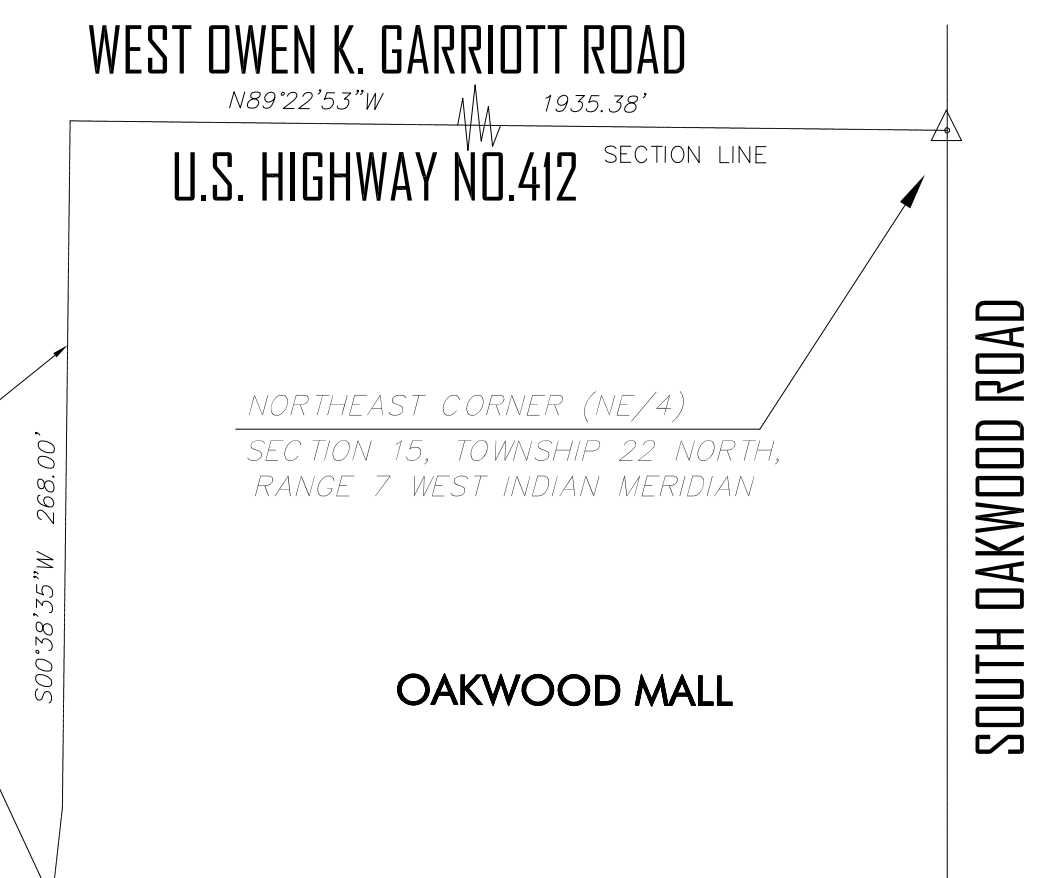 WEST OWEN K. GARRIOTT ROAD
N89°22'53"W 1935.38'
U.S. HIGHWAY NO.412
SECTION LINE
NORTHEAST CORNER (NE/4)
SECTION 15, TOWNSHIP 22 NORTH,
RANGE 7 WEST INDIAN MERIDIAN
S00°38'35"W 268.00'
OAKWOOD MALL
SOUTH OAKWOOD ROAD